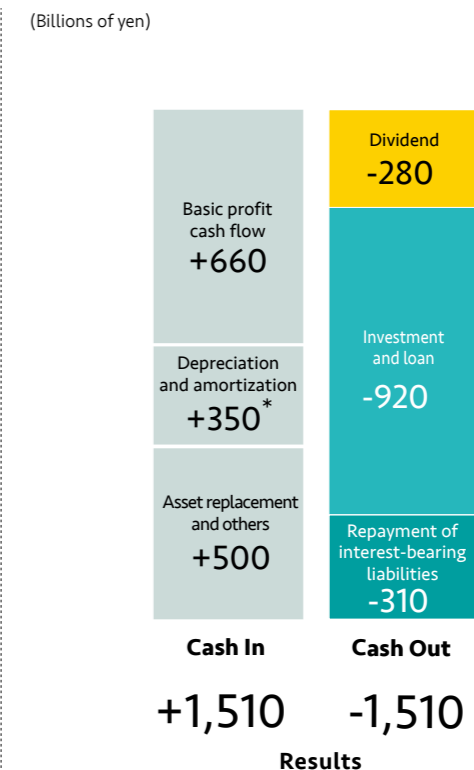 (Billions of yen)
Basic profit
cash flow
+660
Depreciation
and amortization
+350*
Asset replacement
and others
+500
Cash In
+1,510
Dividend
-280
Investment
and loan
-920
Repayment of
interest-bearing
liabilities
-310
Cash Out
-1,510
Results